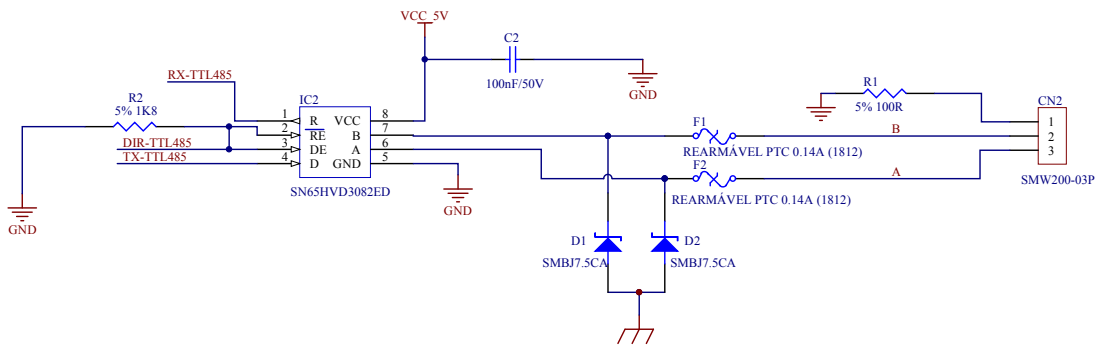 VCC_5V
C2
100nF/50V
GND
RX-TTL485
R2
5% 1K8
DIR-TTL485
TX-TTL485
GND
IC2
1 R VCC 8
2 RE B 7
3 DE A 6
4 D GND 5
SN65HVD3082ED
GND
R1
5% 100R
F1
REARMÁVEL PTC 0.14A (1812)
B
F2
REARMÁVEL PTC 0.14A (1812)
A
CN2
1
2
3
SMW200-03P
D1
SMBJ7.5CA
D2
SMBJ7.5CA